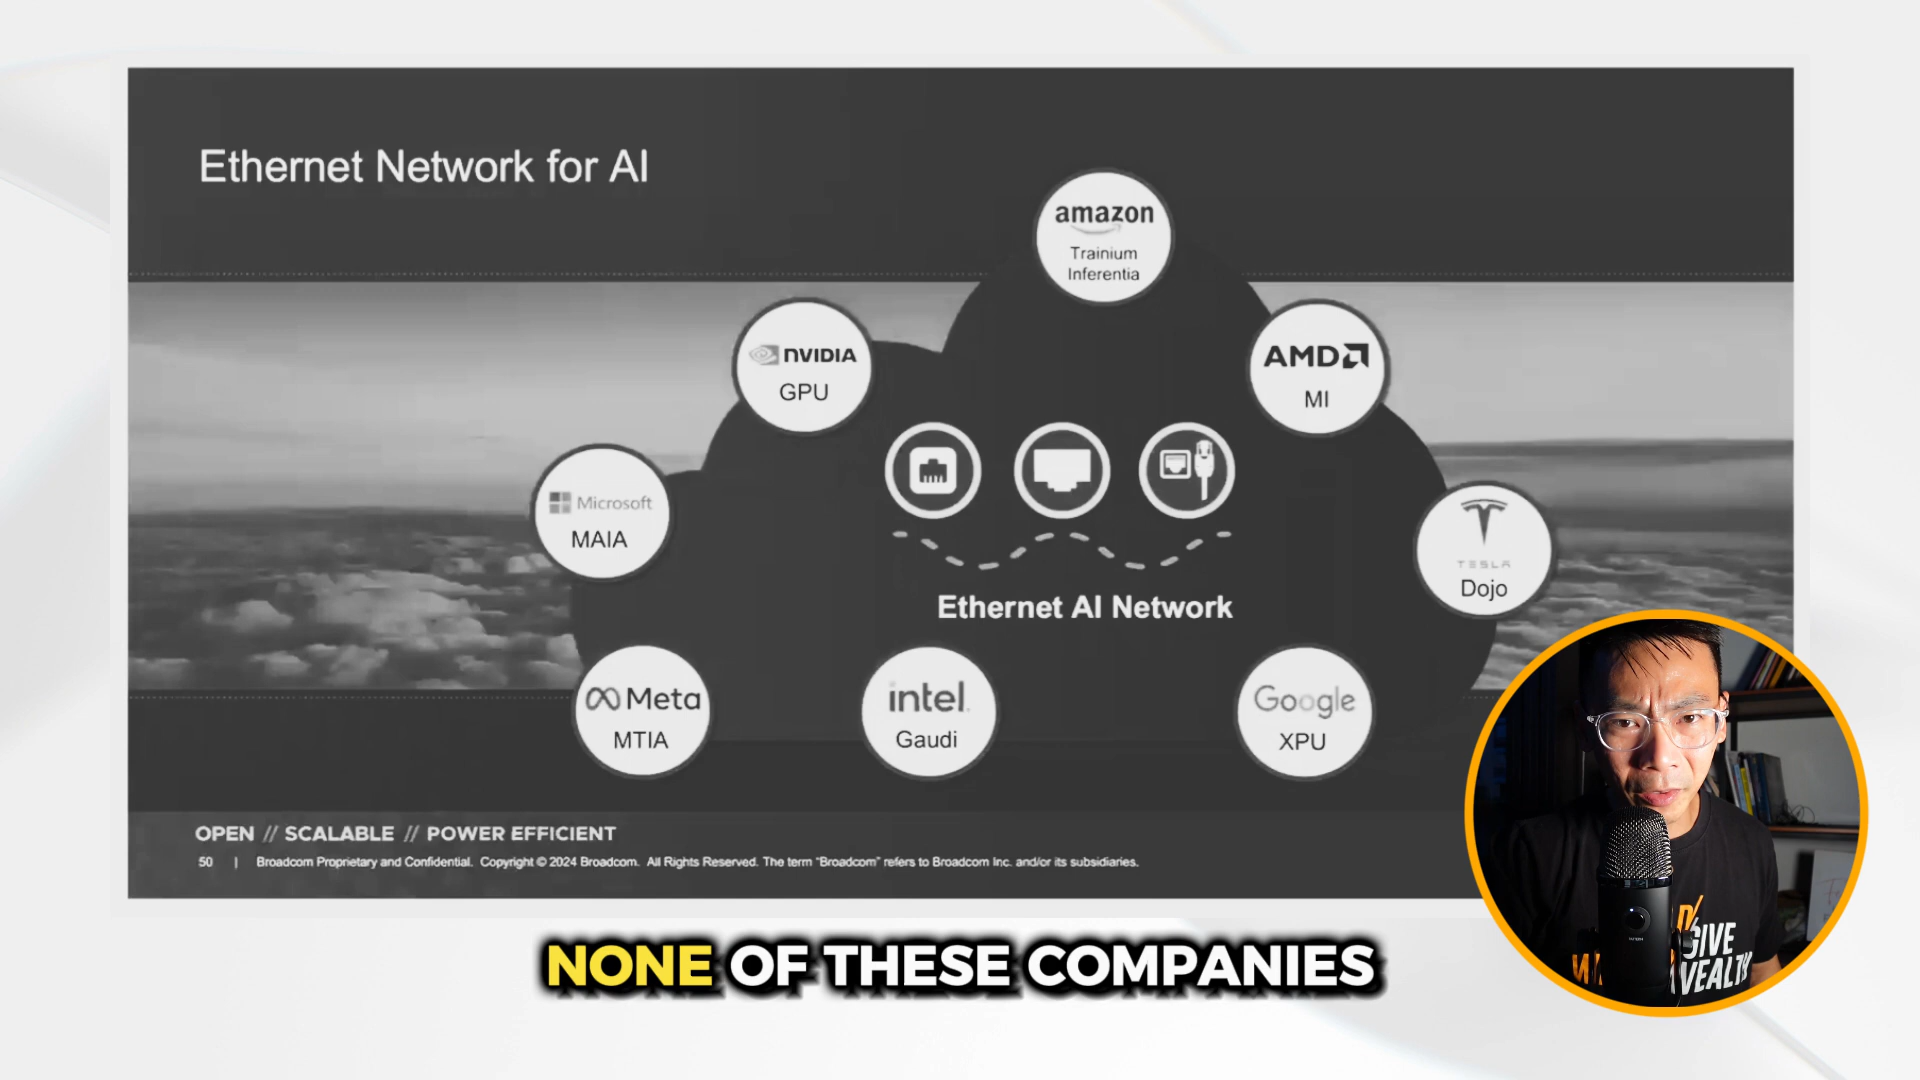 Ethernet Network for AI
amazon
Trainium
Inferentia
NVIDIA
GPU
AMD
MI
Microsoft
MAIA
TESLA
Dojo
Ethernet AI Network
Meta
MTIA
intel.
Gaudi
Google
XPU
OPEN // SCALABLE // POWER EFFICIENT
50 | Broadcom Proprietary and Confidential. Copyright © 2024 Broadcom. All Rights Reserved. The term "Broadcom" refers to Broadcom Inc. and/or its subsidiaries.
GIVE
NONE OF THESE COMPANIES